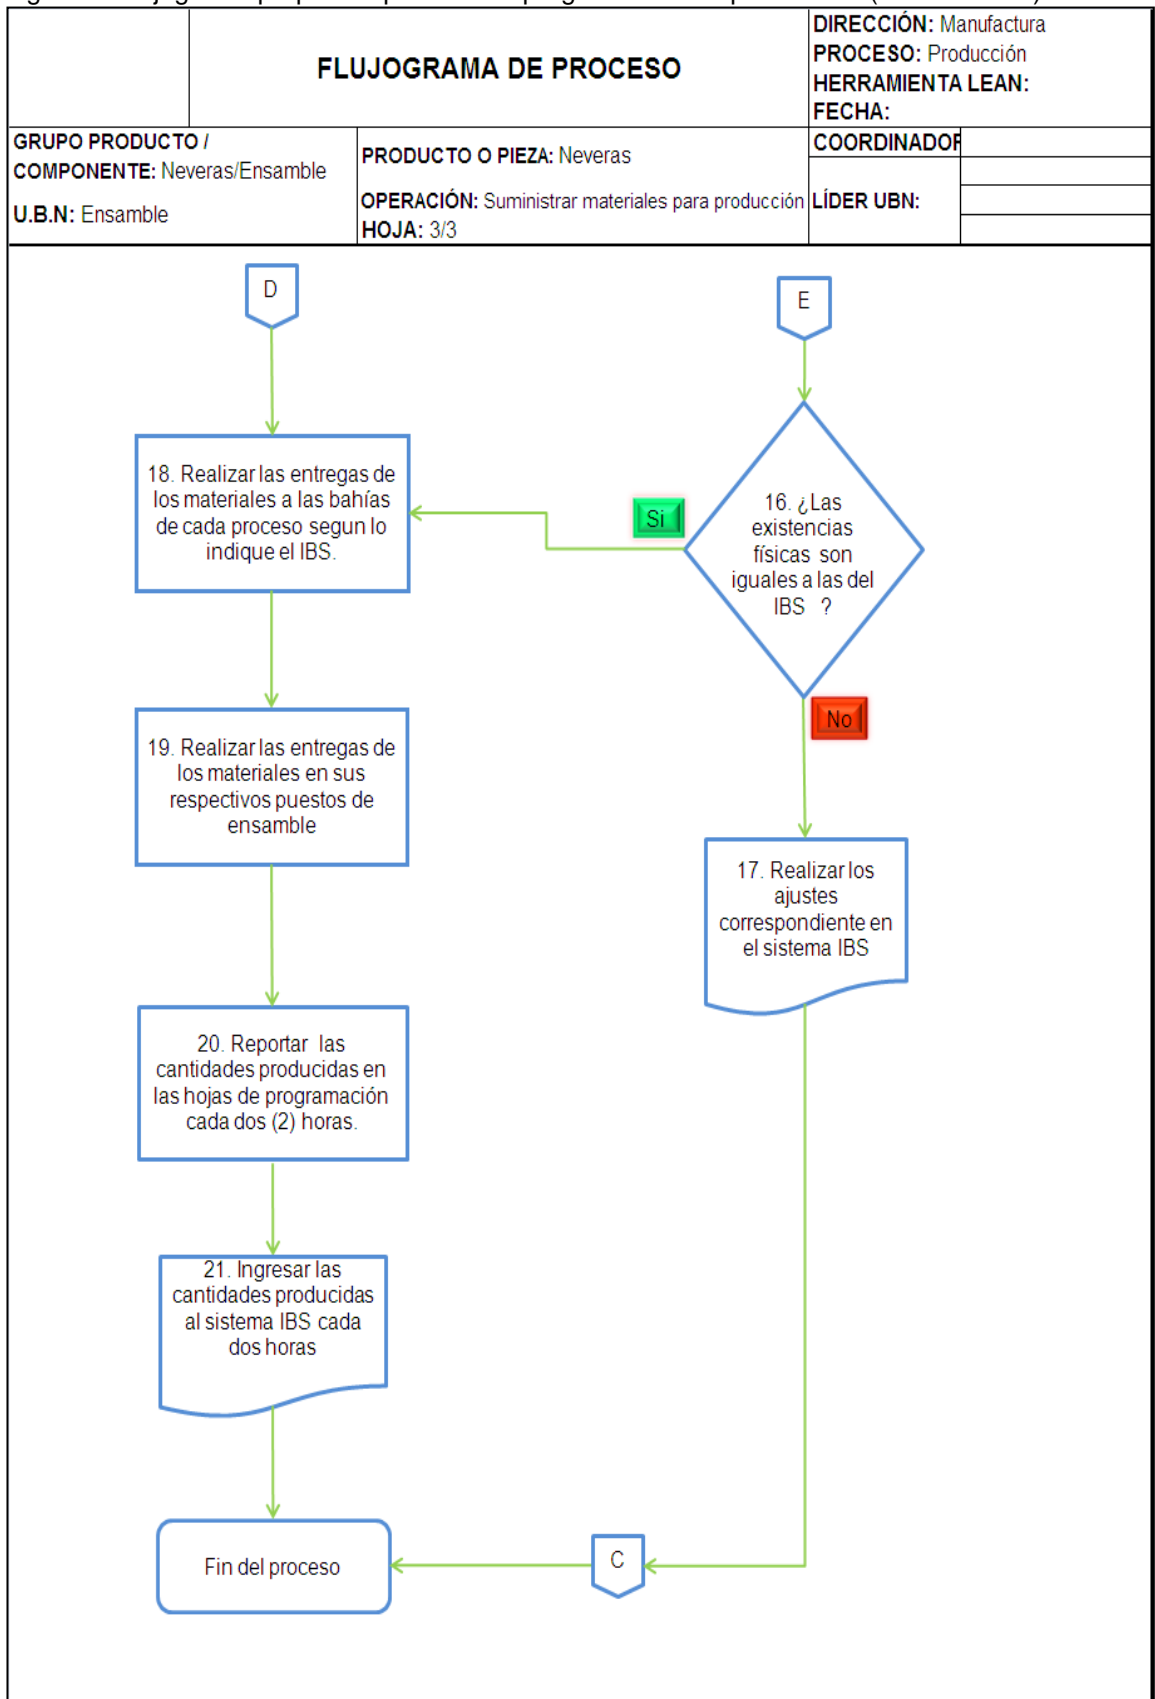 FLUJOGRAMA DE PROCESO
DIRECCIÓN: Manufactura
PROCESO: Producción
HERRAMIENTA LEAN:
FECHA:
GRUPO PRODUCTO /
COMPONENTE: Neveras/Ensamble
U.B.N: Ensamble
PRODUCTO O PIEZA: Neveras
OPERACIÓN: Suministrar materiales para producción
HOJA: 3/3
COORDINADOR
LÍDER UBN:
D
E
18. Realizar las entregas de
los materiales a las bahías
de cada proceso segun lo
indique el IBS.
Si
16. ¿Las
existencias
físicas son
iguales a las del
IBS ?
No
19. Realizar las entregas de
los materiales en sus
respectivos puestos de
ensamble
17. Realizar los
ajustes
correspondiente en
el sistema IBS
20. Reportar las
cantidades producidas en
las hojas de programación
cada dos (2) horas.
21. Ingresar las
cantidades producidas
al sistema IBS cada
dos horas
Fin del proceso
C